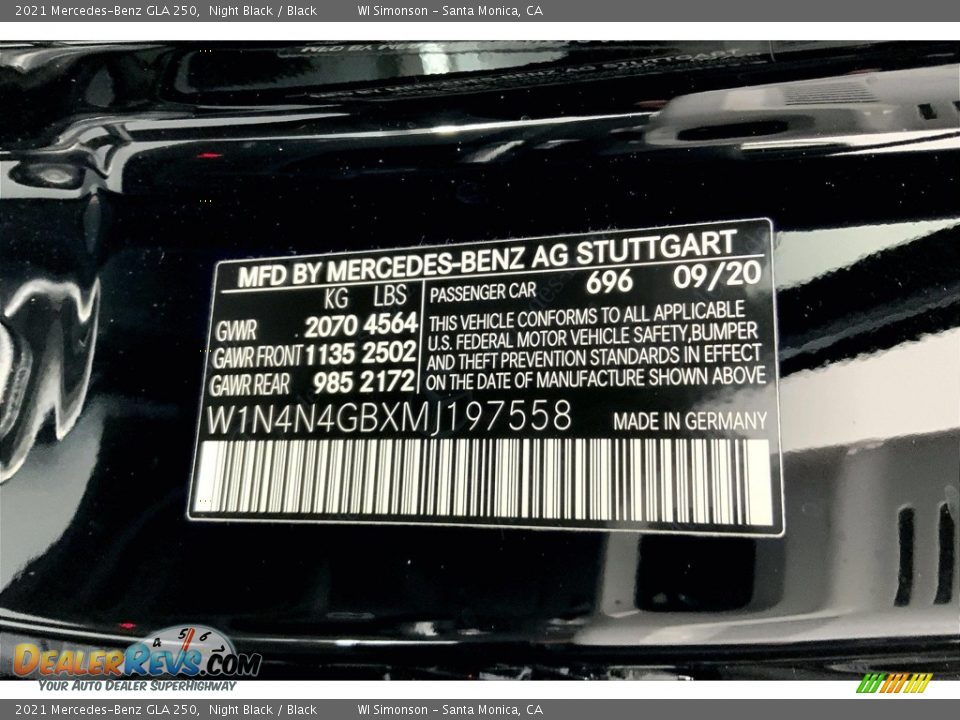 2021 Mercedes-Benz GLA 250,  Night Black / Black  WI Simonson - Santa Monica, CA
MFD BY MERCEDES-BENZ AG STUTTGART
KG LBS
GVWR 2070 4564
GAWR FRONT 1135 2502
GAWR REAR 985 2172
PASSENGER CAR 696 09/20
THIS VEHICLE CONFORMS TO ALL APPLICABLE
U.S. FEDERAL MOTOR VEHICLE SAFETY,BUMPER
AND THEFT PREVENTION STANDARDS IN EFFECT
ON THE DATE OF MANUFACTURE SHOWN ABOVE
W1N4N4GBXMJ197558 MADE IN GERMANY
4 5 6
DEALERREVS.COM
YOUR AUTO DEALER SUPERHIGHWAY
2021 Mercedes-Benz GLA 250,  Night Black / Black  WI Simonson - Santa Monica, CA